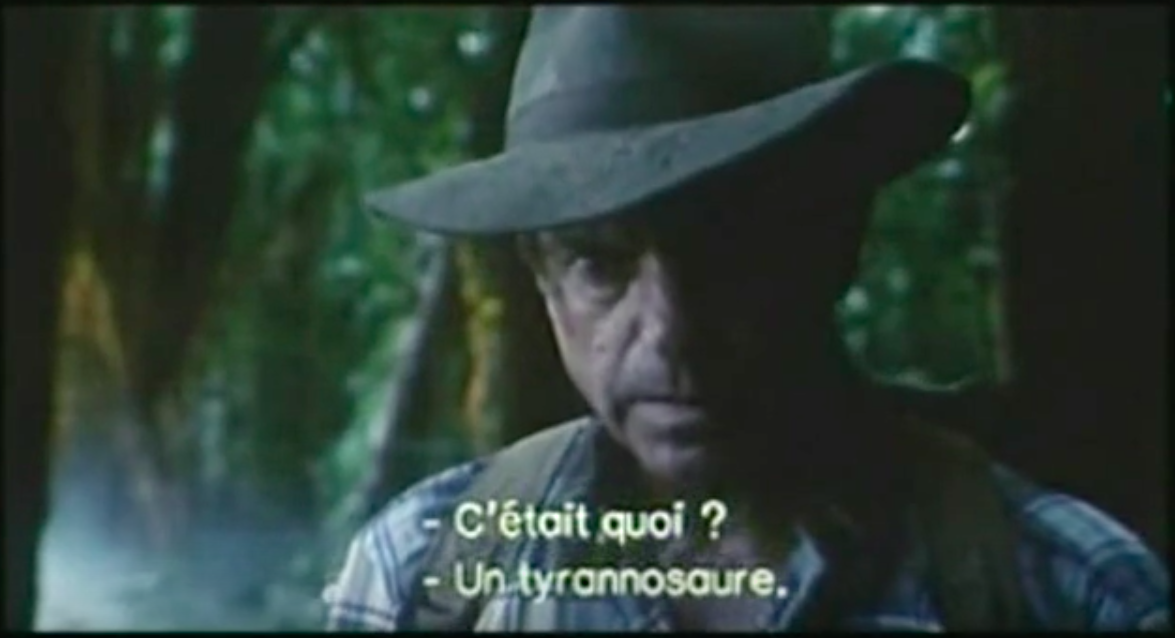 - C'était quoi ?
- Un tyrannosaure.